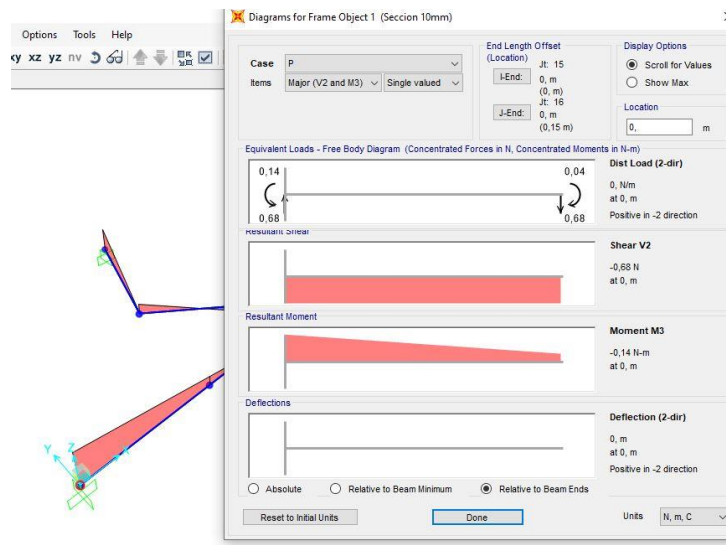 Options Tools Help
xy xz yz nv
Y Z X
Diagrams for Frame Object 1 (Seccion 10mm)
Case P
Items Major (V2 and M3) Single valued
End Length Offset
(Location)
I-End: Jt: 15
0, m
(0, m)
J-End: Jt: 16
0, m
(0,15 m)
Display Options
Scroll for Values
Show Max
Location
0, m
Equivalent Loads - Free Body Diagram (Concentrated Forces in N, Concentrated Moments in N-m)
0,14 0,04
0,68 0,68
Dist Load (2-dir)
0, N/m
at 0, m
Positive in -2 direction
Resultant Shear
Shear V2
-0,68 N
at 0, m
Resultant Moment
Moment M3
-0,14 N-m
at 0, m
Deflections
Deflection (2-dir)
0, m
at 0, m
Positive in -2 direction
Absolute Relative to Beam Minimum Relative to Beam Ends
Reset to Initial Units Done Units N, m, C